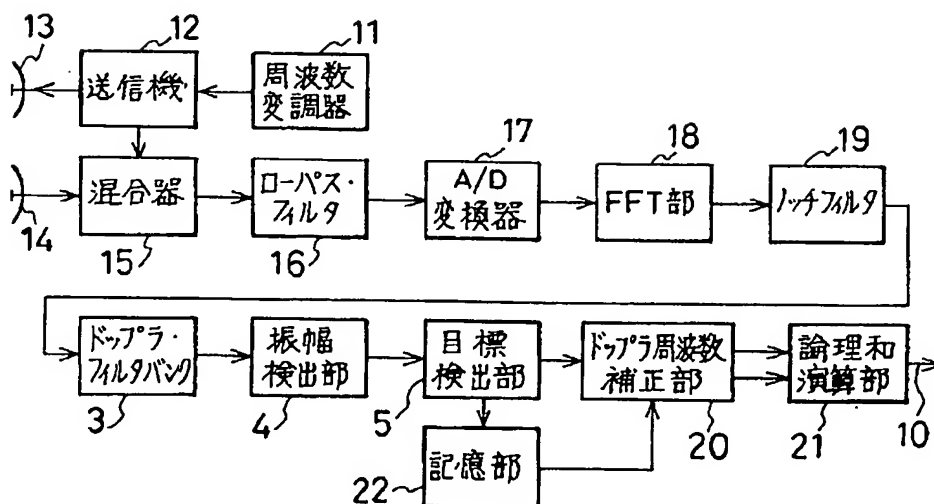 13
12
11
送信機
周波数
変調器
17
18
19
混合器
ローパス・
フィルタ
A/D
変換器
FFT部
ノッチフィルタ
14
15
16
ドップラ・
フィルタバンク
振幅
検出部
目標
検出部
ドップラ周波数
補正部
論理和
演算部
3
4
5
20
21
10
記憶部
22